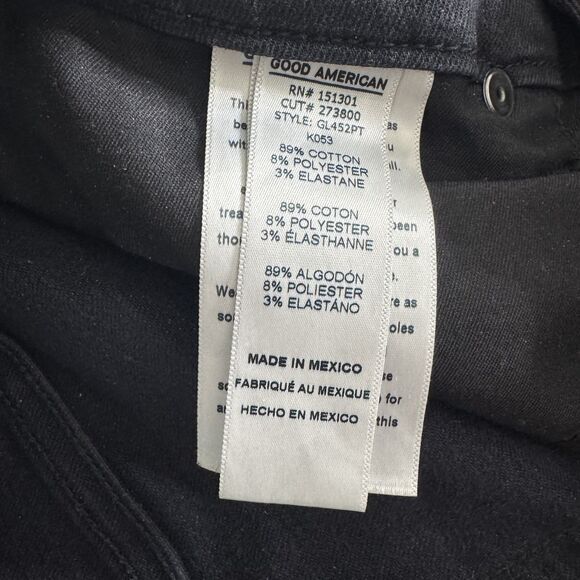 GOOD AMERICAN
RN# 151301
CUT# 273800
STYLE: GL452PT
K053
89% COTTON
8% POLYESTER
3% ELASTANE
89% COTON
8% POLYESTER
3% ÉLASTHANNE
89% ALGODÓN
8% POLIESTER
3% ELASTÁNO
MADE IN MEXICO
FABRIQUÉ AU MEXIQUE
HECHO EN MEXICO